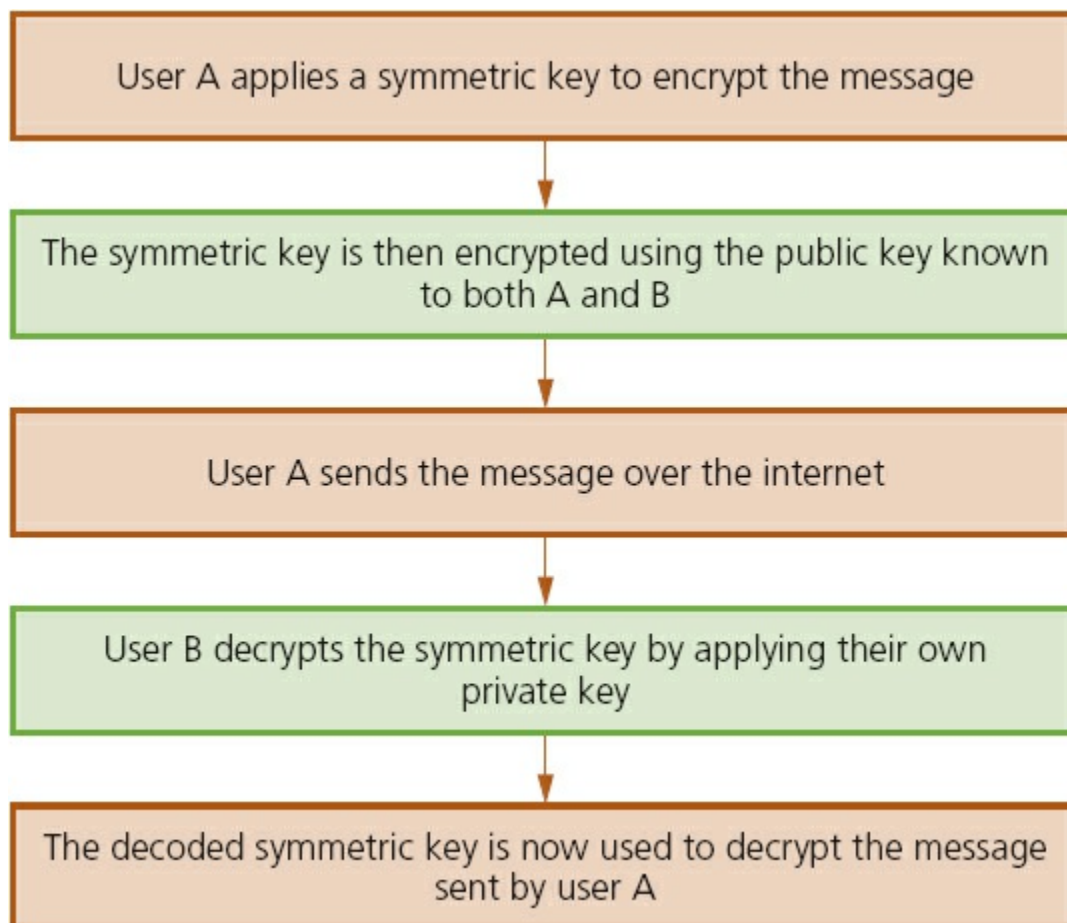 User A applies a symmetric key to encrypt the message
The symmetric key is then encrypted using the public key known
to both A and B
User A sends the message over the internet
User B decrypts the symmetric key by applying their own
private key
The decoded symmetric key is now used to decrypt the message
sent by user A